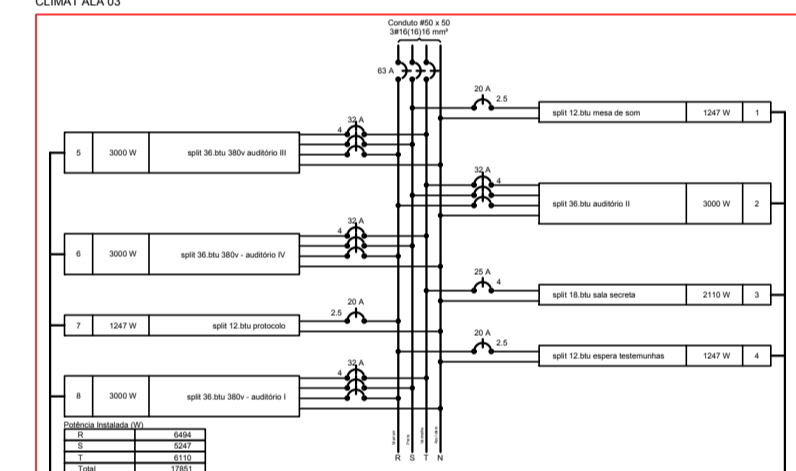 CLIMAT ALA 03
Conduto #50 x 50
3#16(16)16 mm²
63 A
20 A
2.5
split 12.btu mesa de som 1247 W 1
32 A
4
5 3000 W split 36.btu 380v auditório III
32 A
4
split 36.btu auditório II 3000 W 2
32 A
4
6 3000 W split 36.btu 380v - auditório IV
25 A
4
split 18.btu sala secreta 2110 W 3
20 A
2.5
7 1247 W split 12.btu protocolo
20 A
2.5
split 12.btu espera testemunhas 1247 W 4
32 A
4
8 3000 W split 36.btu 380v - auditório I
Potência Instalada (W)
R 6494
S 5247
T 6110
Total 17851
R S T N